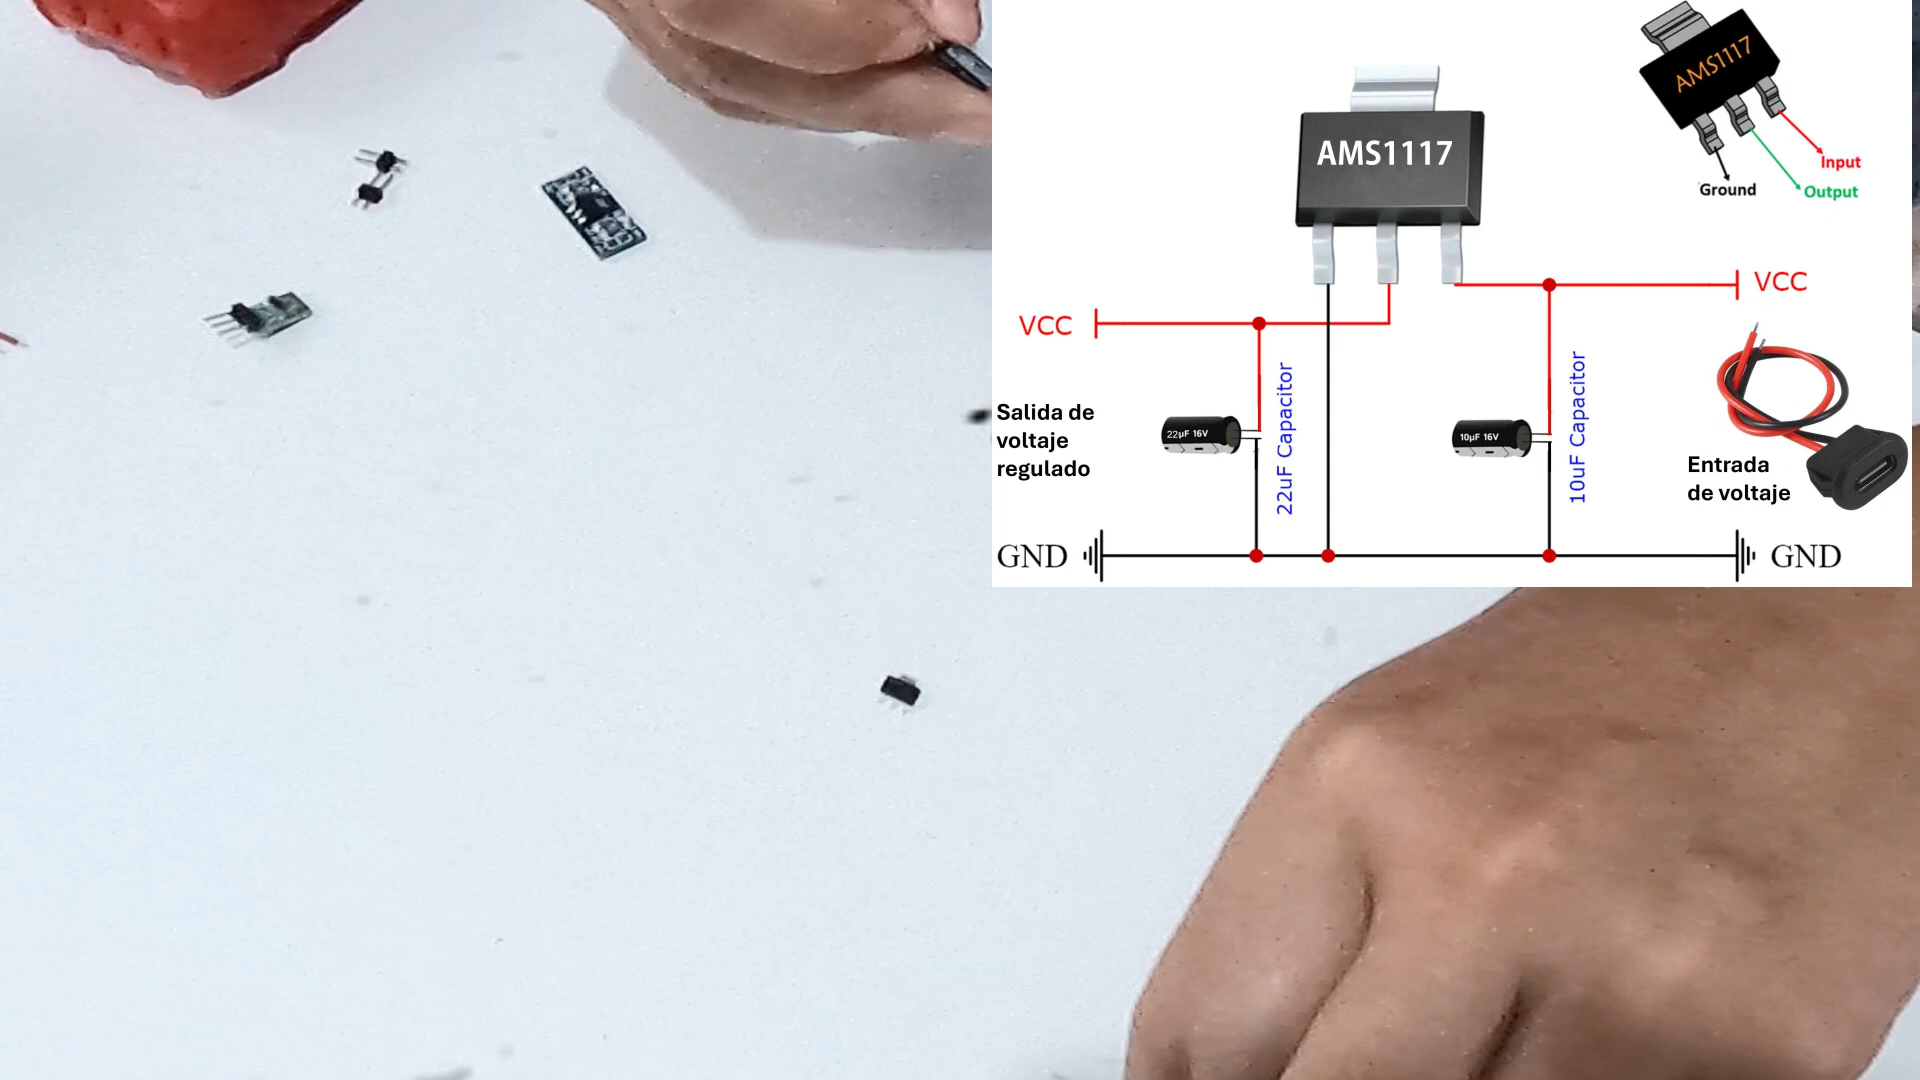 AMS1117
AMS1117
Input
Output
Ground
VCC
VCC
Salida de
voltaje
regulado
22µF 16V
22uF Capacitor
10µF 16V
10uF Capacitor
Entrada
de voltaje
GND
GND